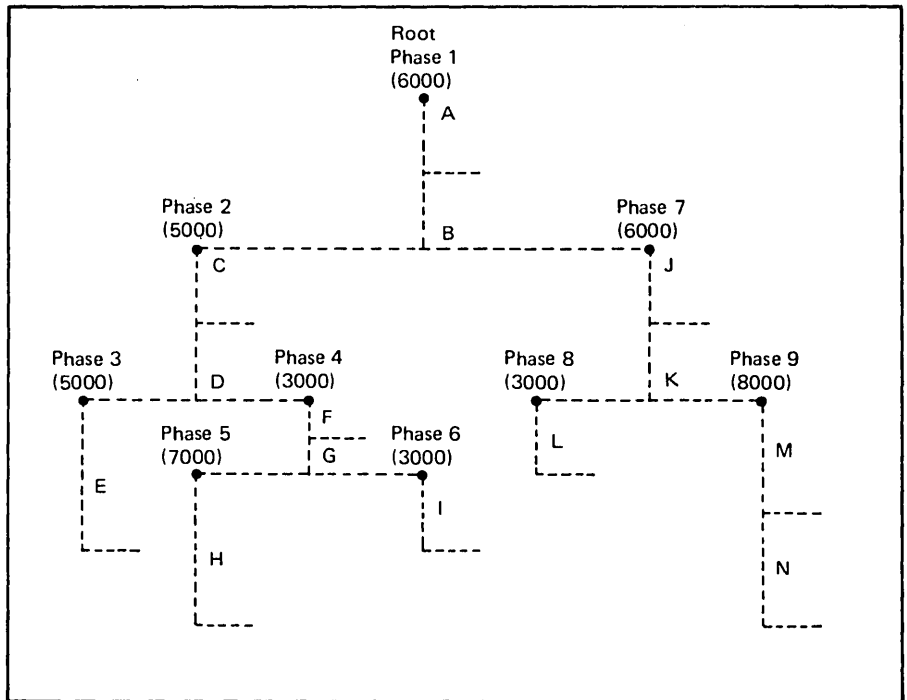 Root
Phase 1
(6000)
A
B
Phase 2
(5000)
Phase 7
(6000)
C
J
Phase 3
(5000)
D
Phase 4
(3000)
Phase 8
(3000)
K
Phase 9
(8000)
F
Phase 5
(7000)
G
Phase 6
(3000)
L
M
E
H
I
N